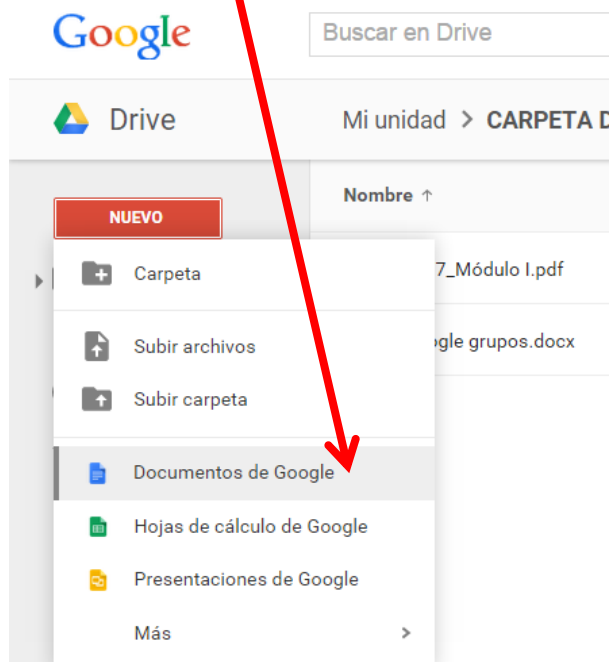 Google
Buscar en Drive
Drive
Mi unidad > CARPETA
Nombre ↑
NUEVO
7_Módulo I.pdf
grupos.docx
Carpeta
Subir archivos
Subir carpeta
Documentos de Google
Hojas de cálculo de Google
Presentaciones de Google
Más >